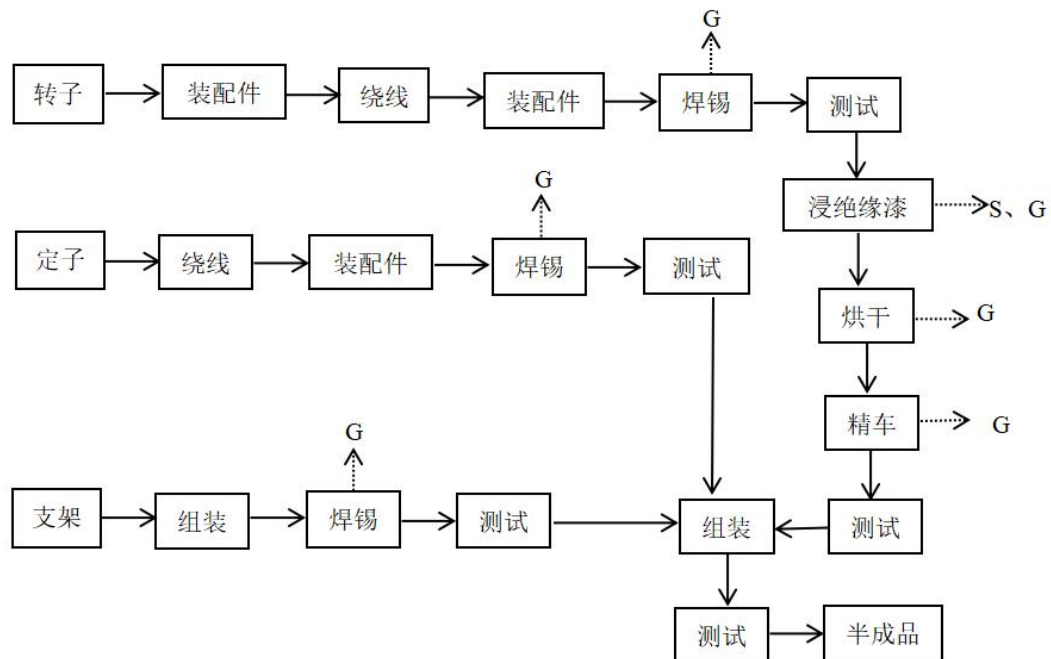 G
转子 装配件 绕线 装配件 焊锡 测试
G
浸绝缘漆 S、G
定子 绕线 装配件 焊锡 测试
烘干 G
精车 G
G
支架 组装 焊锡 测试 组装 测试
测试 半成品